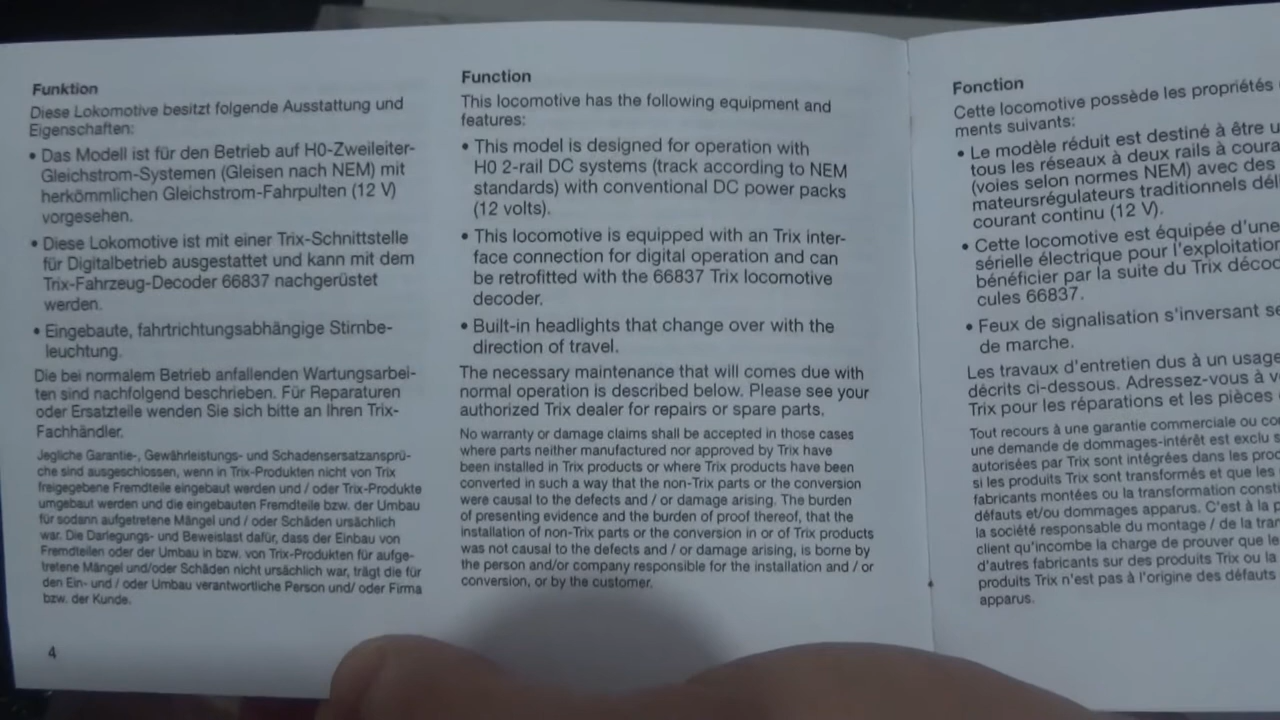 Funktion
Diese Lokomotive besitzt folgende Ausstattung und
Eigenschaften:
• Das Modell ist für den Betrieb auf H0-Zweileiter-
Gleichstrom-Systemen (Gleisen nach NEM) mit
herkömmlichen Gleichstrom-Fahrpulten (12 V)
vorgesehen.
• Diese Lokomotive ist mit einer Trix-Schnittstelle
für Digitalbetrieb ausgestattet und kann mit dem
Trix-Fahrzeug-Decoder 66837 nachgerüstet
werden.
• Eingebaute, fahrtrichtungsabhängige Stirnbe-
leuchtung.
Die bei normalem Betrieb anfallenden Wartungsarbei-
ten sind nachfolgend beschrieben. Für Reparaturen
oder Ersatzteile wenden Sie sich bitte an Ihren Trix-
Fachhändler.
Jegliche Garantie-, Gewährleistungs- und Schadensersatzansprü-
che sind ausgeschlossen, wenn in Trix-Produkten nicht von Trix
freigegebene Fremdteile eingebaut werden und / oder Trix-Produkte
umgebaut werden und die eingebauten Fremdteile bzw. der Umbau
für sodann aufgetretene Mängel und / oder Schäden ursächlich
war. Die Darlegungs- und Beweislast dafür, dass der Einbau von
Fremdteilen oder der Umbau in bzw. von Trix-Produkten für aufge-
tretene Mängel und/oder Schäden nicht ursächlich war, trägt die für
den Ein- und / oder Umbau verantwortliche Person und/ oder Firma
bzw. der Kunde.
4
Function
This locomotive has the following equipment and
features:
• This model is designed for operation with
H0 2-rail DC systems (track according to NEM
standards) with conventional DC power packs
(12 volts).
• This locomotive is equipped with an Trix inter-
face connection for digital operation and can
be retrofitted with the 66837 Trix locomotive
decoder.
• Built-in headlights that change over with the
direction of travel.
The necessary maintenance that will comes due with
normal operation is described below. Please see your
authorized Trix dealer for repairs or spare parts.
No warranty or damage claims shall be accepted in those cases
where parts neither manufactured nor approved by Trix have
been installed in Trix products or where Trix products have been
converted in such a way that the non-Trix parts or the conversion
were causal to the defects and / or damage arising. The burden
of presenting evidence and the burden of proof thereof, that the
installation of non-Trix parts or the conversion in or of Trix products
was not causal to the defects and / or damage arising, is borne by
the person and/or company responsible for the installation and / or
conversion, or by the customer.
Fonction
Cette locomotive possède les propriétés
ments suivants:
• Le modèle réduit est destiné à être u
tous les réseaux à deux rails à coura
(voies selon normes NEM) avec des
mateursrégulateurs traditionnels dél
courant continu (12 V).
• Cette locomotive est équipée d'une
sérielle électrique pour l'exploitation
bénéficier par la suite du Trix décod
cules 66837.
• Feux de signalisation s'inversant se
de marche.
Les travaux d'entretien dus à un usage
décrits ci-dessous. Adressez-vous à v
Trix pour les réparations et les pièces
Tout recours à une garantie commerciale ou co
une demande de dommages-intérêt est exclu s
autorisées par Trix sont intégrées dans les prod
si les produits Trix sont transformés et que les
fabricants montées ou la transformation consti
défauts et/ou dommages apparus. C'est à la p
la société responsable du montage / de la tran
client qu'incombe la charge de prouver que le
d'autres fabricants sur des produits Trix ou la
produits Trix n'est pas à l'origine des défauts
apparus.